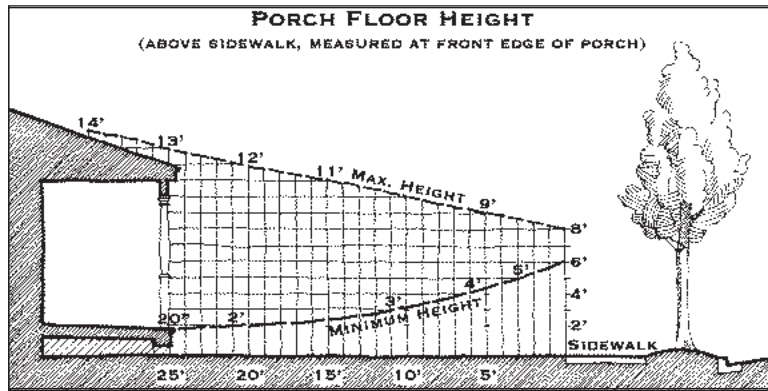 PORCH FLOOR HEIGHT
(ABOVE SIDEWALK, MEASURED AT FRONT EDGE OF PORCH)
14'
13'
12'
11' MAX. HEIGHT
9'
8'
6'
5'
4'
4'
3'
MINIMUM HEIGHT
2'
20"
2'
SIDEWALK
25' 20' 15' 10' 5'